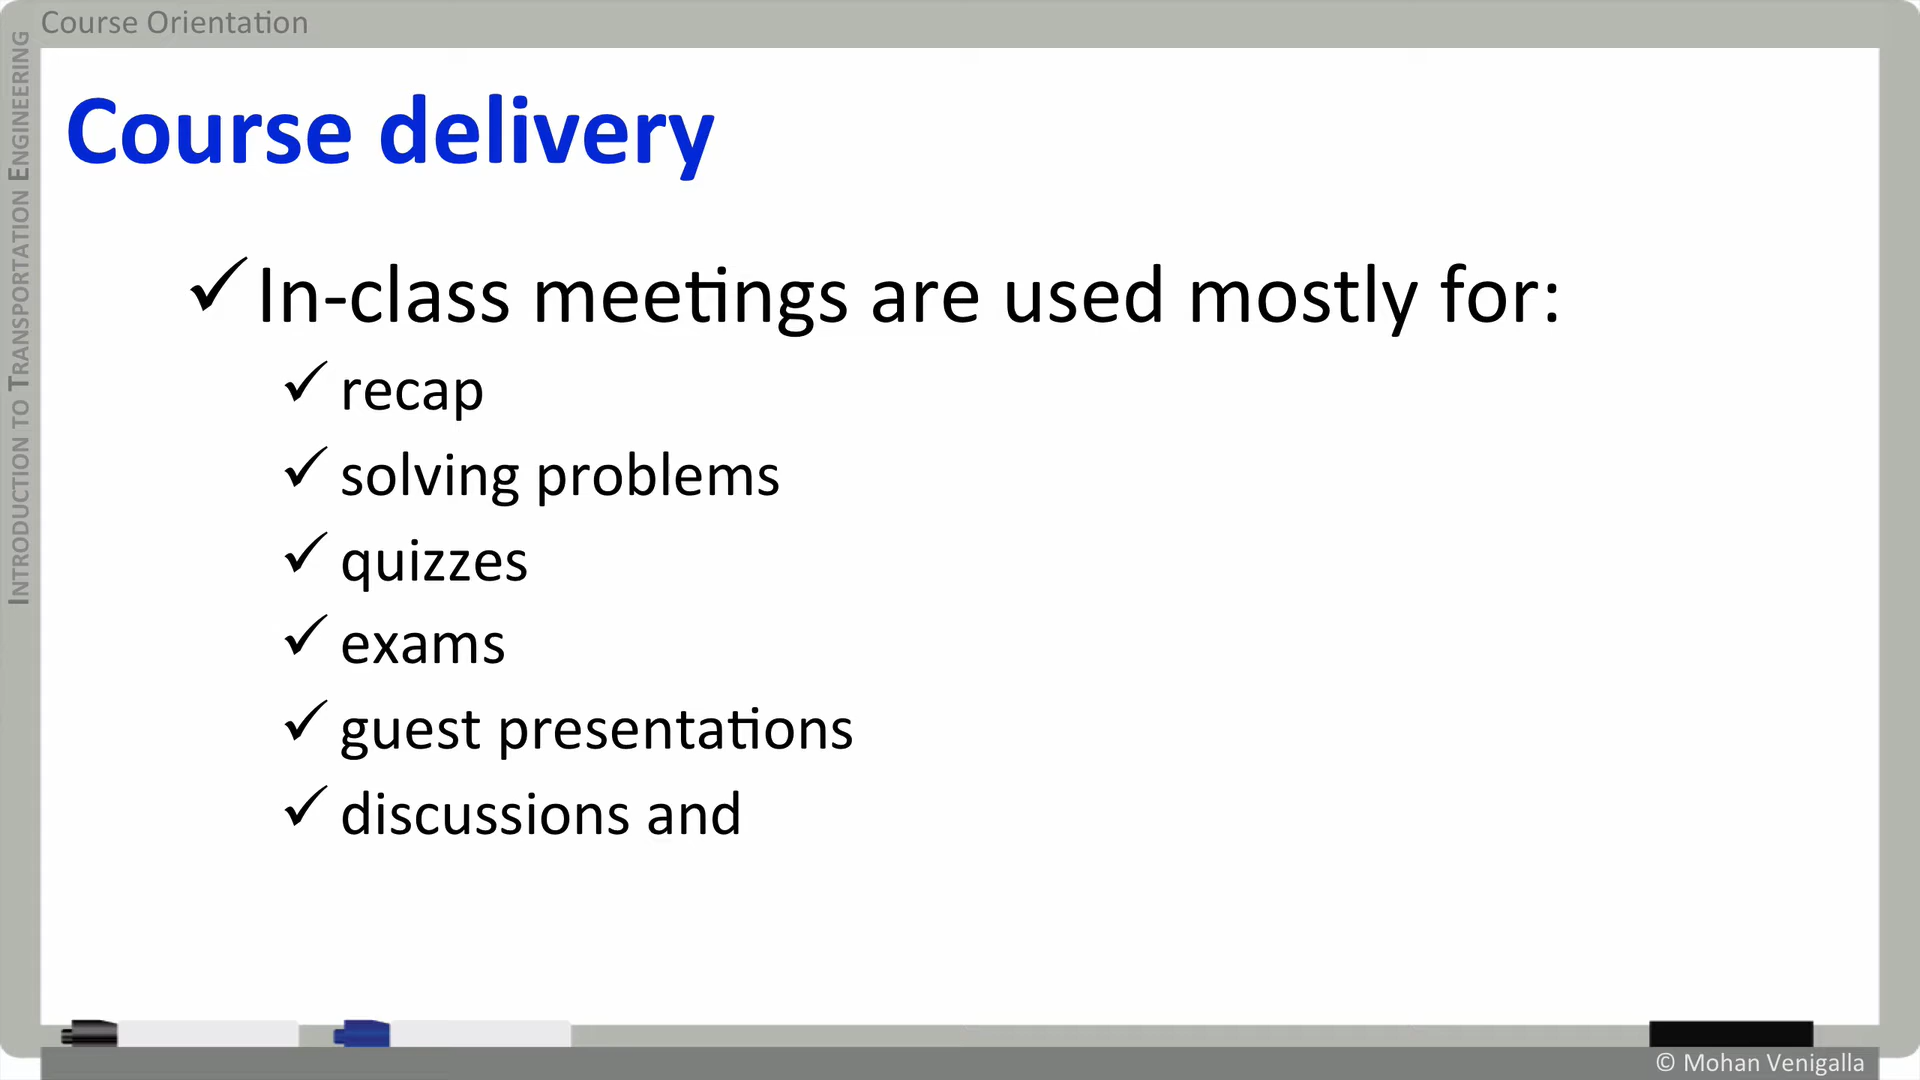 Course Orientation
INTRODUCTION TO TRANSPORTATION ENGINEERING
Course delivery
✓In-class meetings are used mostly for:
✓recap
✓solving problems
✓quizzes
✓exams
✓guest presentations
✓discussions and
© Mohan Venigalla